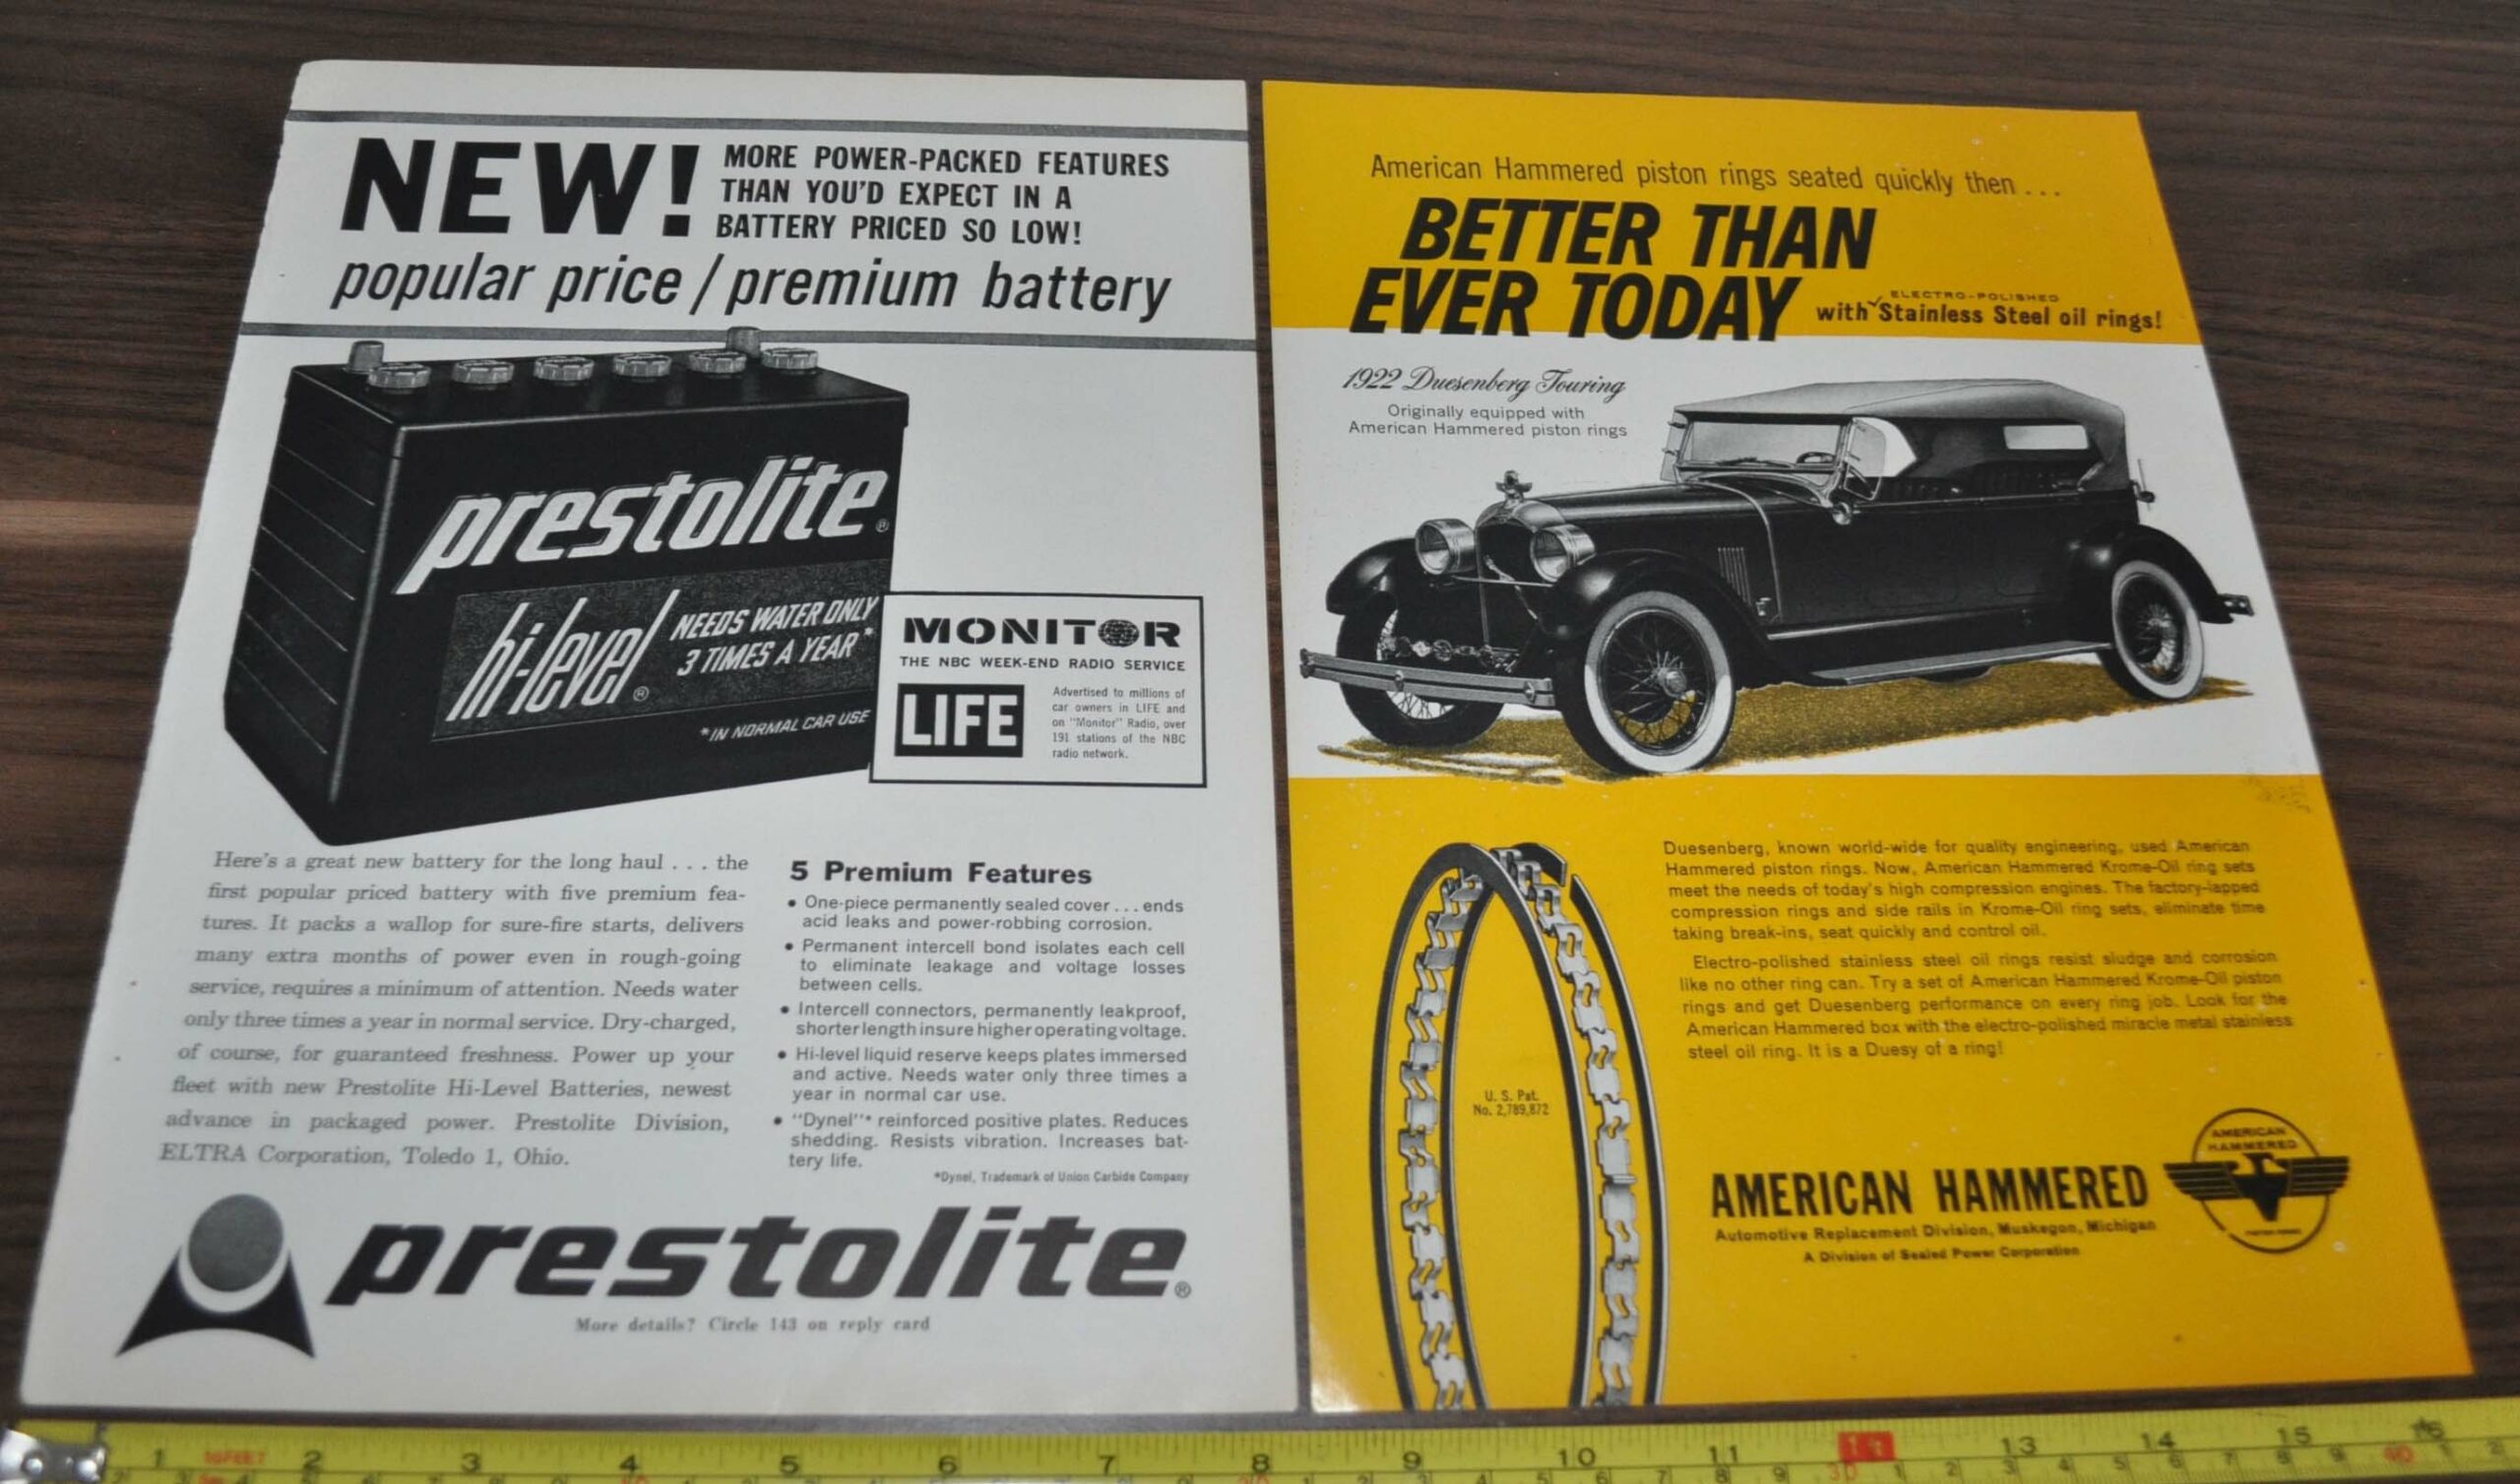 NEW!
MORE POWER-PACKED FEATURES
THAN YOU'D EXPECT IN A
BATTERY PRICED SO LOW!
popular price / premium battery
prestolite®
hi-level®
NEEDS WATER ONLY
3 TIMES A YEAR*
*IN NORMAL CAR USE
MONITOR
THE NBC WEEK-END RADIO SERVICE
LIFE
Advertised to millions of
car owners in LIFE and
on "Monitor" Radio, over
191 stations of the NBC
radio network.
Here's a great new battery for the long haul . . . the
first popular priced battery with five premium fea-
tures. It packs a wallop for sure-fire starts, delivers
many extra months of power even in rough-going
service, requires a minimum of attention. Needs water
only three times a year in normal service. Dry-charged,
of course, for guaranteed freshness. Power up your
fleet with new Prestolite Hi-Level Batteries, newest
advance in packaged power. Prestolite Division,
ELTRA Corporation, Toledo 1, Ohio.
5 Premium Features
• One-piece permanently sealed cover . . . ends
acid leaks and power-robbing corrosion.
• Permanent intercell bond isolates each cell
to eliminate leakage and voltage losses
between cells.
• Intercell connectors, permanently leakproof,
shorter length insure higher operating voltage.
• Hi-level liquid reserve keeps plates immersed
and active. Needs water only three times a
year in normal car use.
• "Dynel"* reinforced positive plates. Reduces
shedding. Resists vibration. Increases bat-
tery life.
*Dynel, Trademark of Union Carbide Company
prestolite®
More details? Circle 143 on reply card
American Hammered piston rings seated quickly then . . .
BETTER THAN
EVER TODAY
ELECTRO-POLISHED
with Stainless Steel oil rings!
1922 Duesenberg Touring
Originally equipped with
American Hammered piston rings
Duesenberg, known world-wide for quality engineering, used American
Hammered piston rings. Now, American Hammered Krome-Oil ring sets
meet the needs of today's high compression engines. The factory-lapped
compression rings and side rails in Krome-Oil ring sets, eliminate time
taking break-ins, seat quickly and control oil.
Electro-polished stainless steel oil rings resist sludge and corrosion
like no other ring can. Try a set of American Hammered Krome-Oil piston
rings and get Duesenberg performance on every ring job. Look for the
American Hammered box with the electro-polished miracle metal stainless
steel oil ring. It is a Duesy of a ring!
U. S. Pat.
No. 2,789,872
AMERICAN
HAMMERED
AMERICAN HAMMERED
Automotive Replacement Division, Muskegon, Michigan
A Division of Sealed Power Corporation
1 2 3 4 5 6 7 8 9 10 11 13 14 15